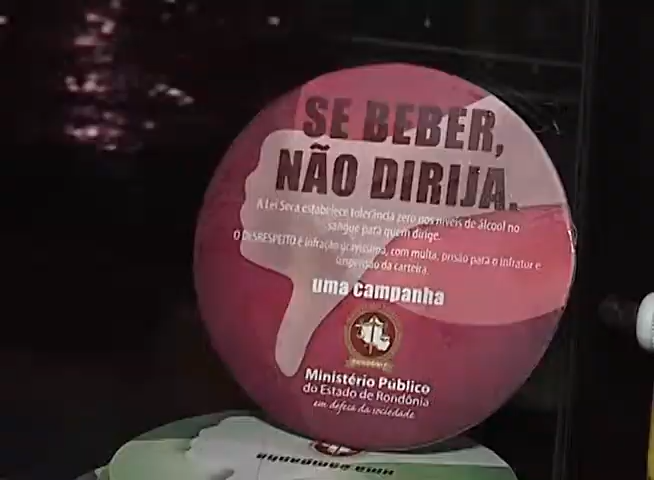 SE BEBER,
NÃO DIRIJA.
A Lei Seca estabelece tolerância zero nos níveis de álcool no
sangue para quem dirige.
O DESRESPEITO é infração gravíssima, com multa, prisão para o infrator e
suspensão da carteira.
uma campanha
RONDÔNIA
Ministério Público
do Estado de Rondônia
em defesa da sociedade
uma campanha